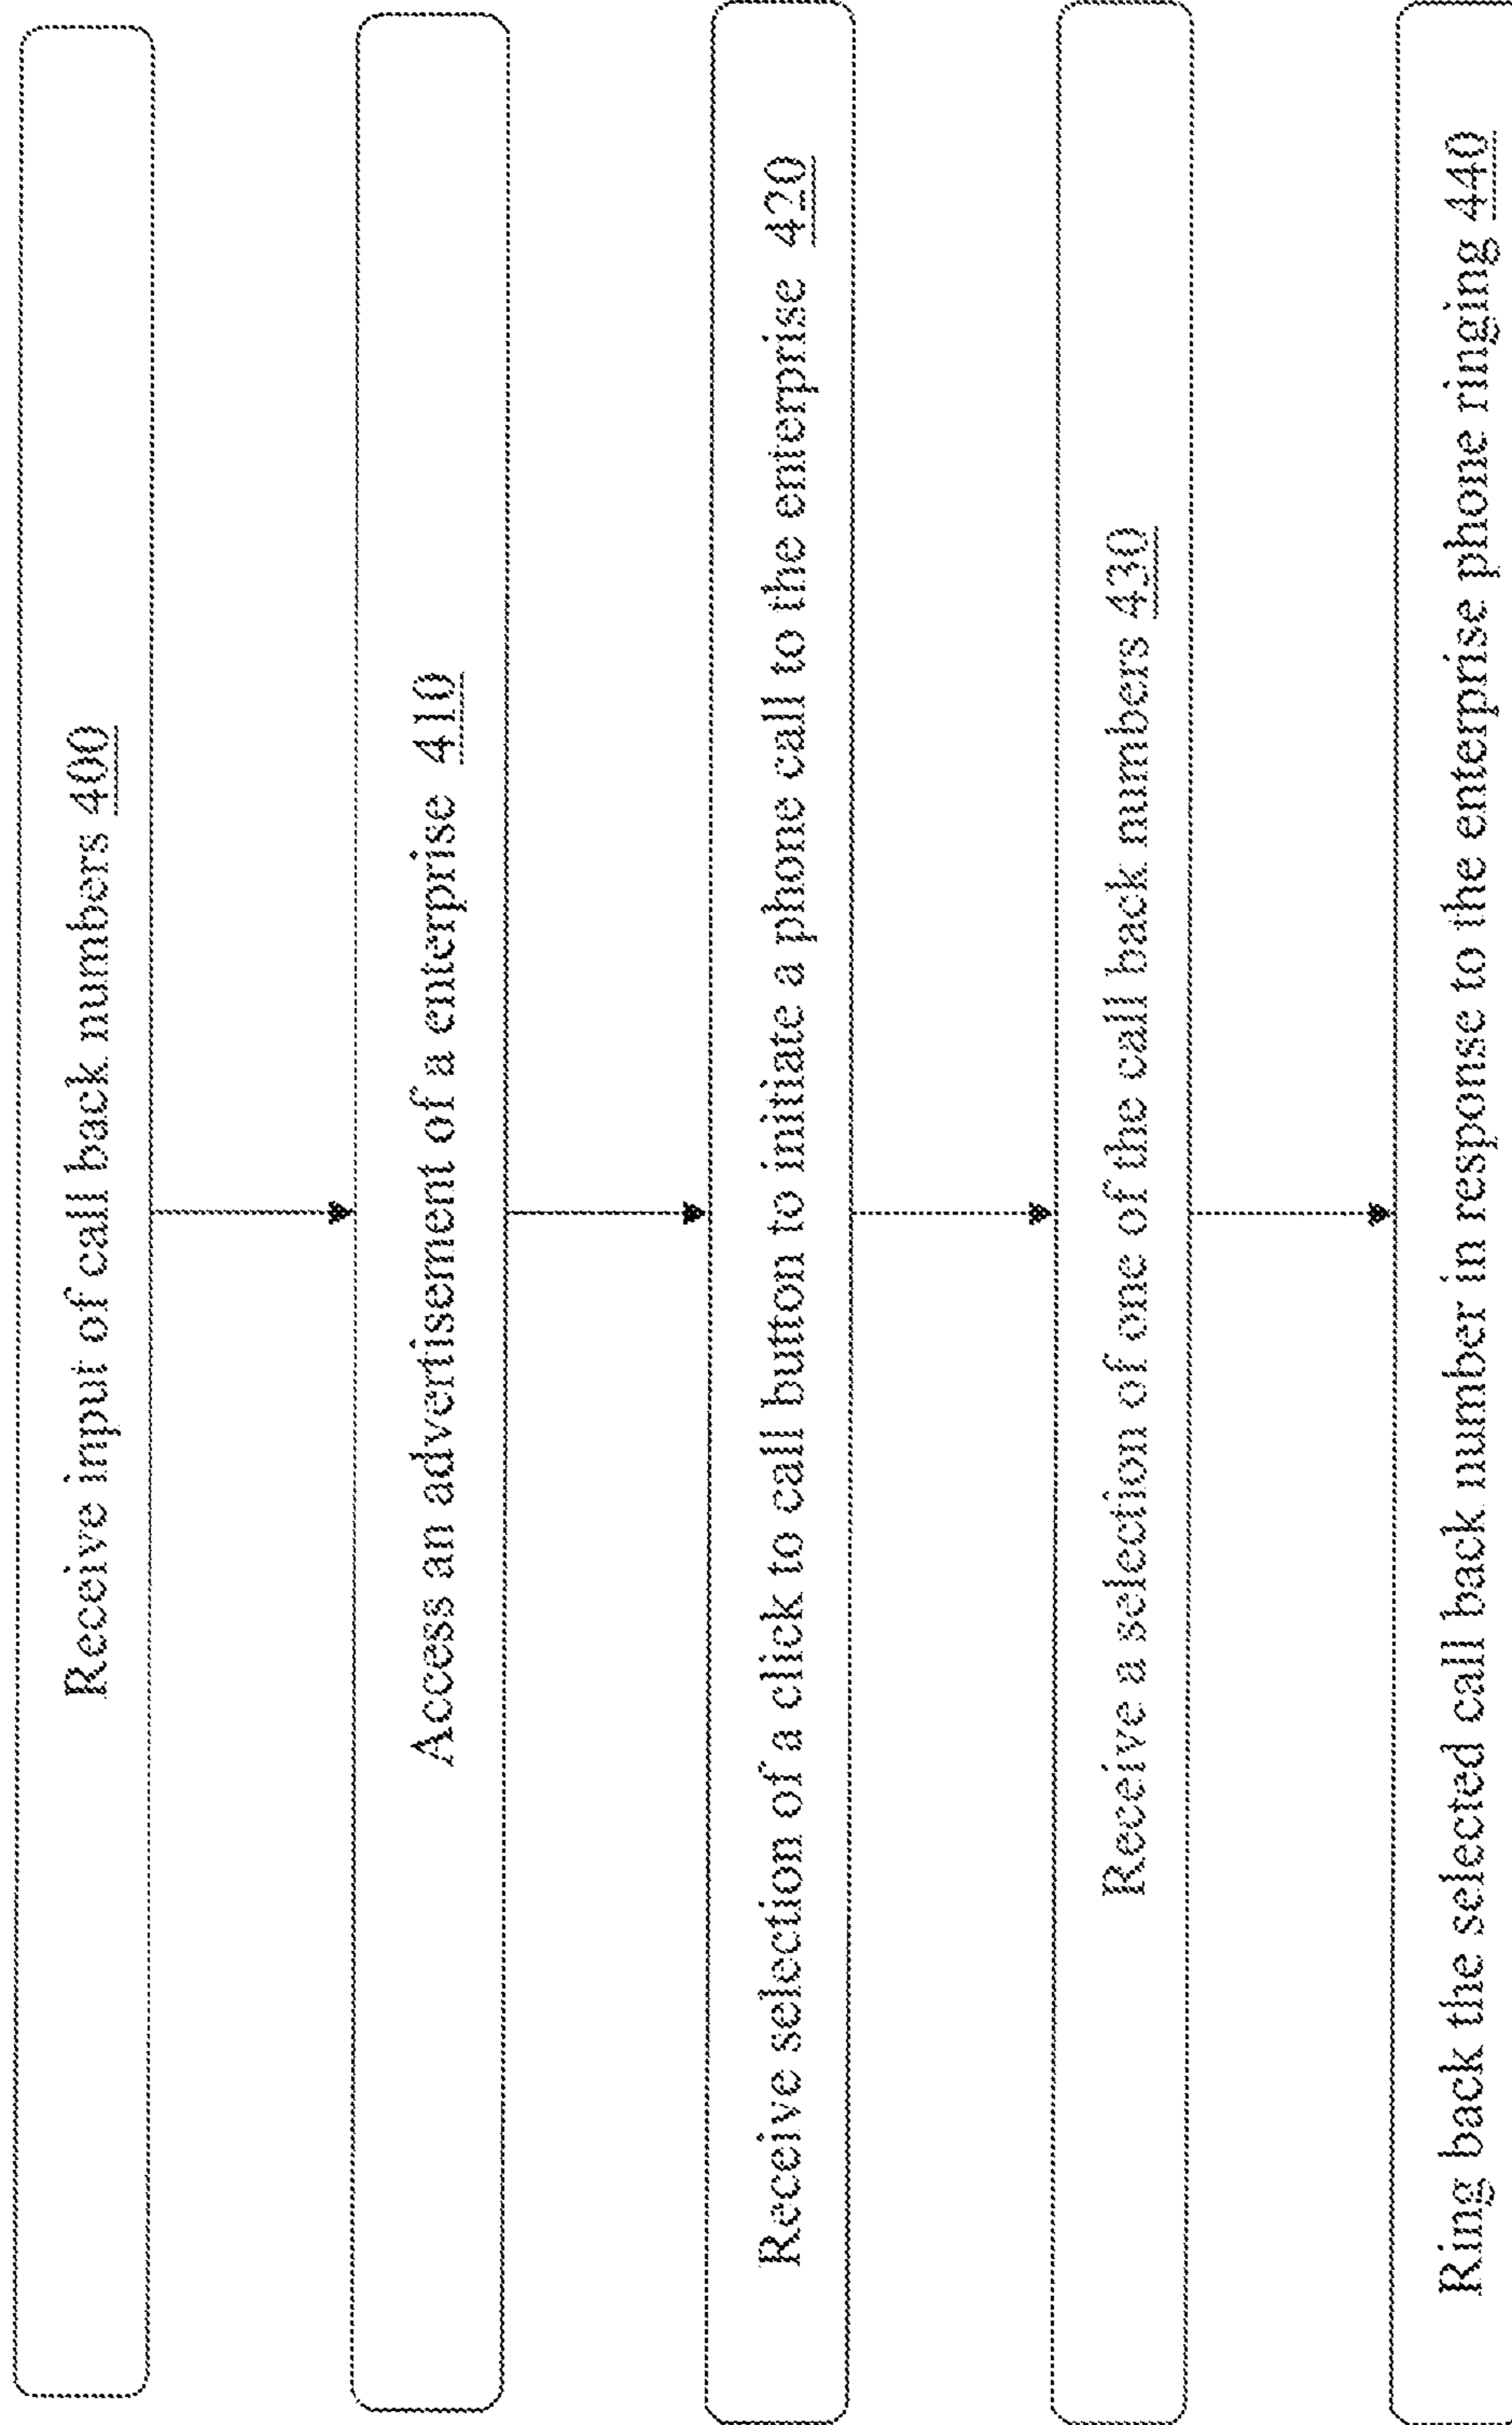 Receive input of call back numbers 400
Access an advertisement of a enterprise 410
Receive selection of a click to call button to initiate a phone call to the enterprise 420
Receive a selection of one of the call back numbers 430
Ring back the selected call back number in response to the enterprise phone ringing 440